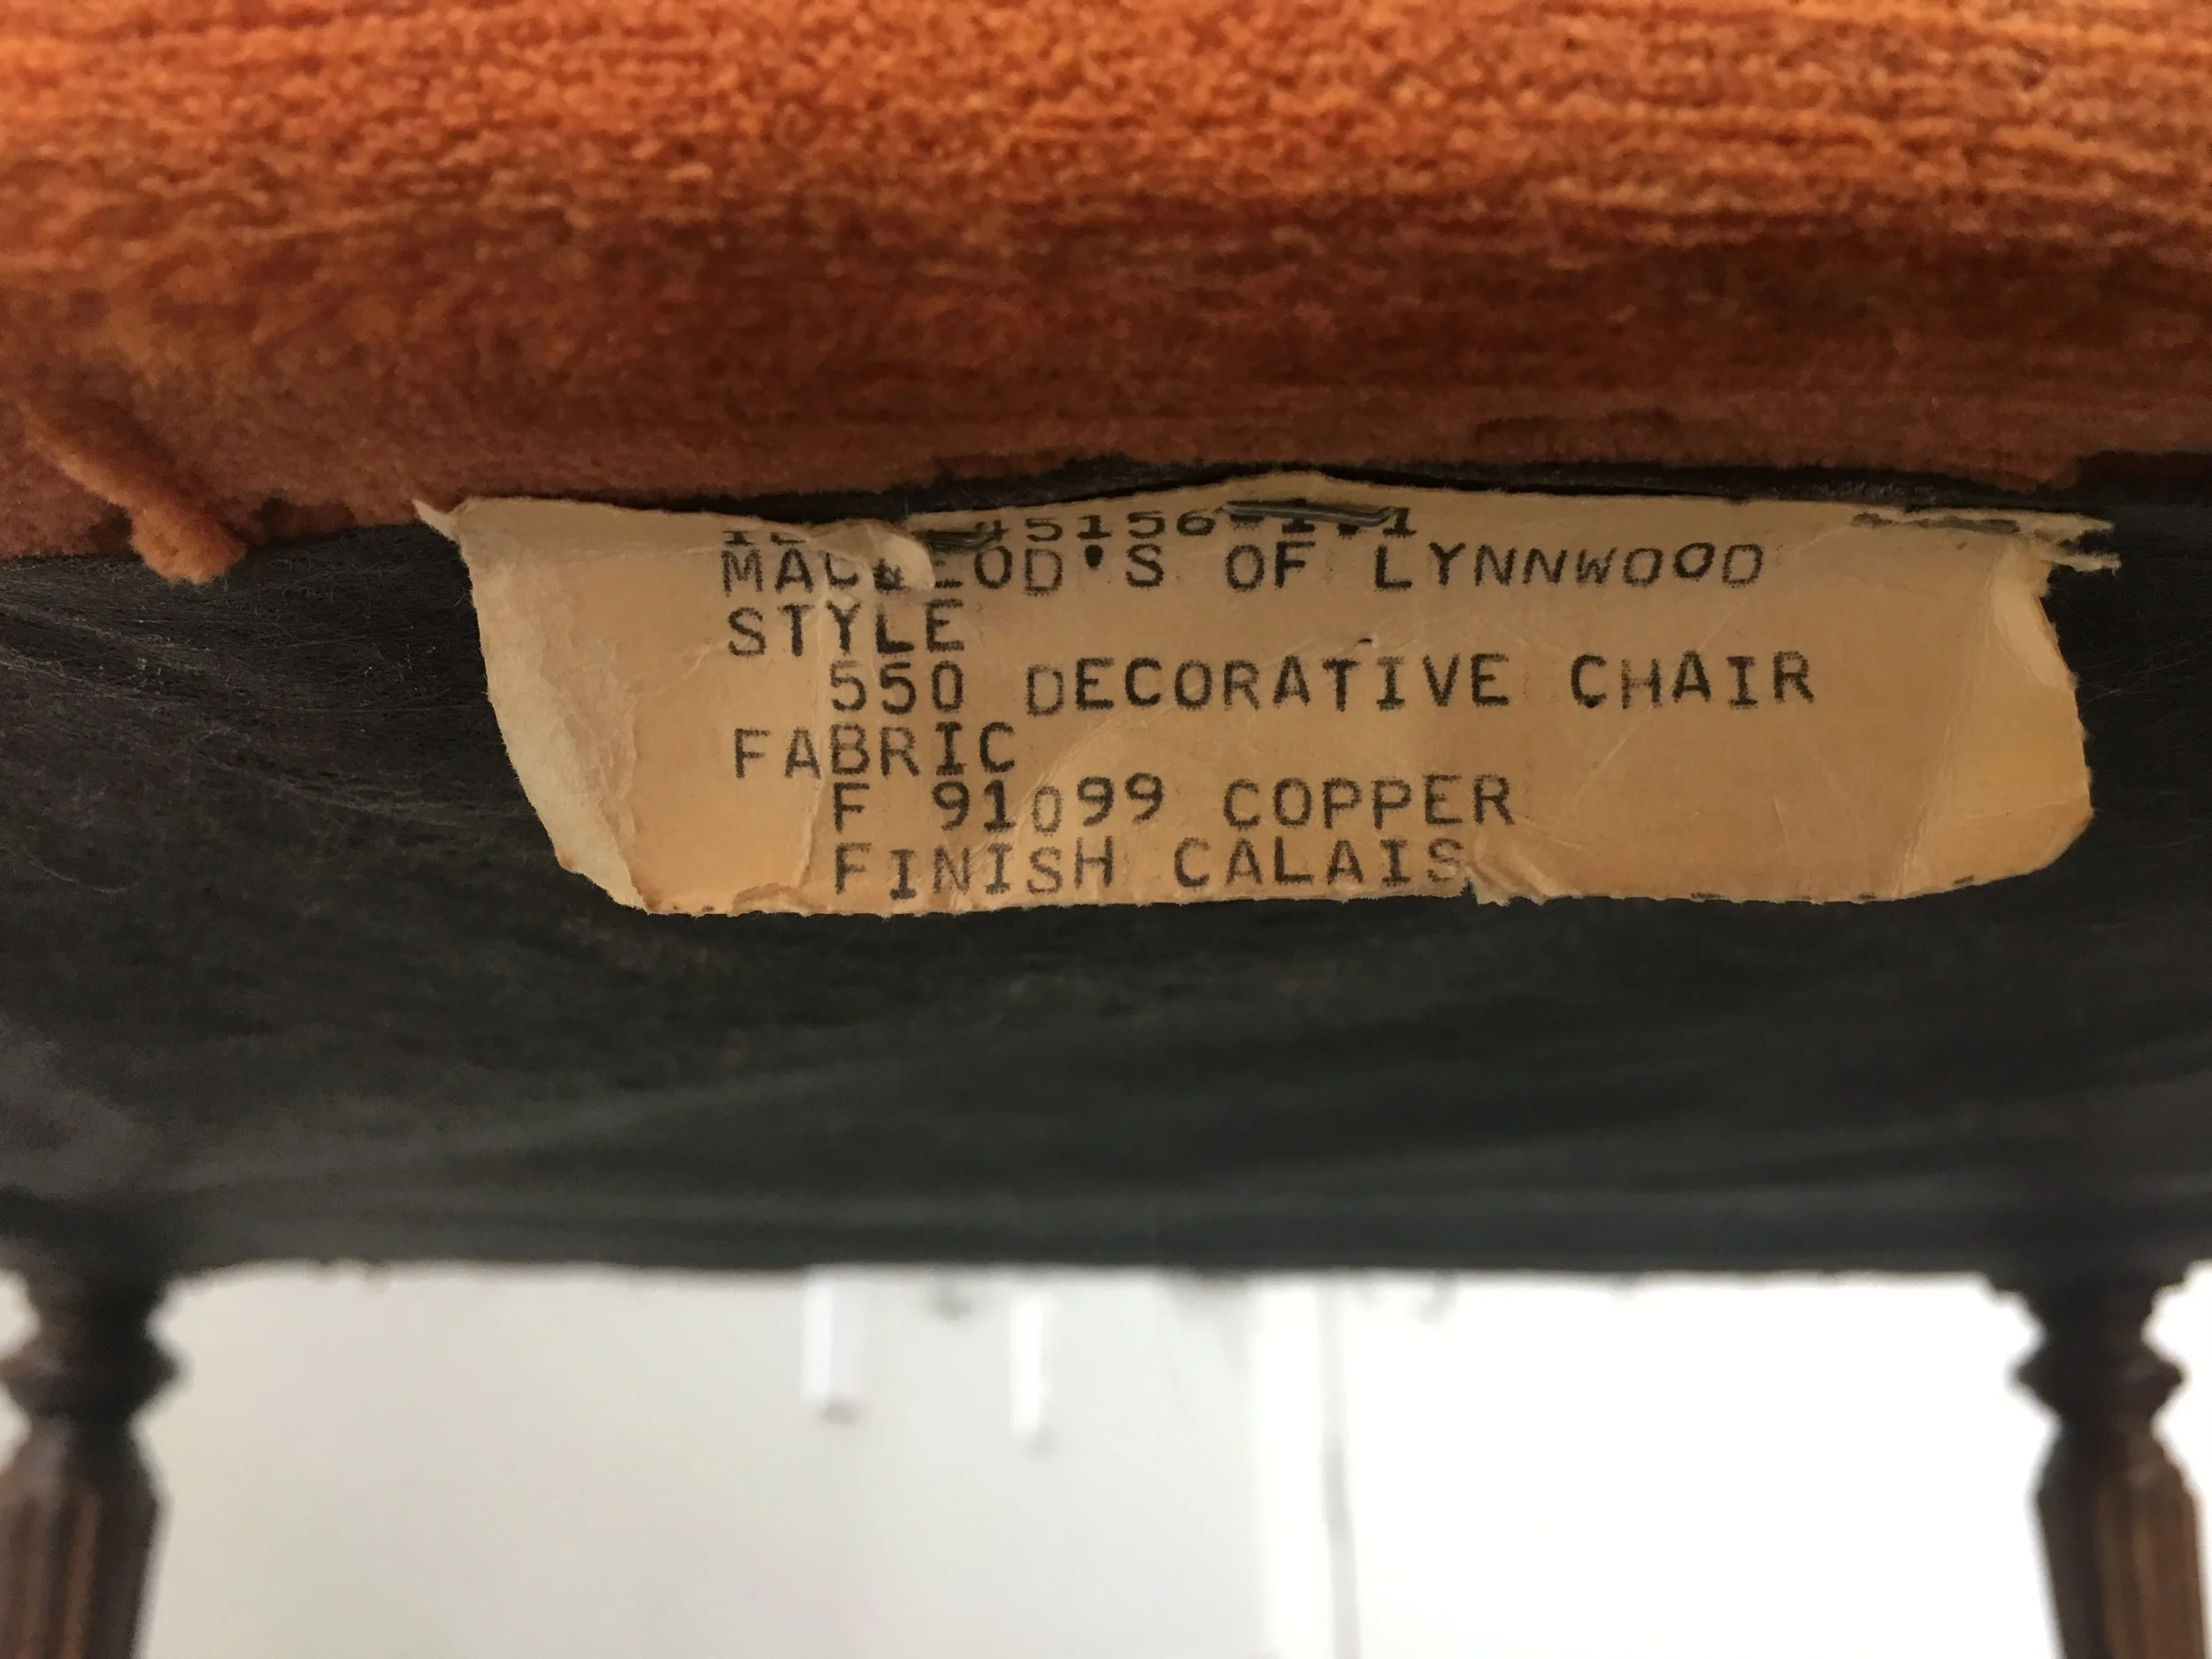 MACLEOD'S OF LYNNWOOD
STYLE
550 DECORATIVE CHAIR
FABRIC
F 91099 COPPER
FINISH CALAIS